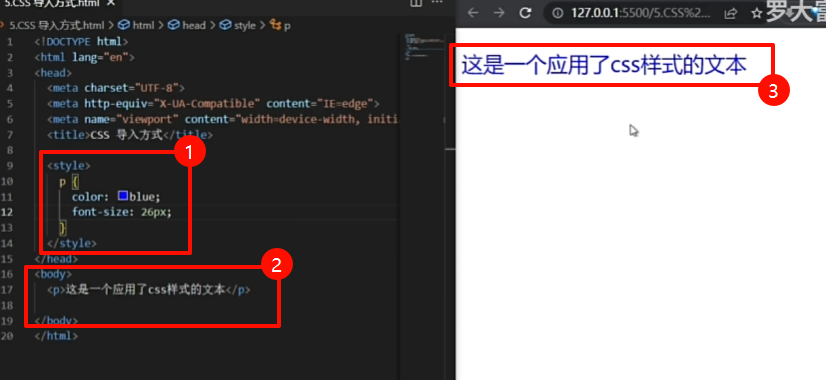 5.CSS 导入方式.html
5.CSS 导入方式.html > html > head > style > p
1 <!DOCTYPE html>
2 <html lang="en">
3 <head>
4 <meta charset="UTF-8">
5 <meta http-equiv="X-UA-Compatible" content="IE=edge">
6 <meta name="viewport" content="width=device-width, initia
7 <title>CSS 导入方式</title>
8
9 <style>
10 p {
11 color: blue;
12 font-size: 26px;
13 }
14 </style>
15 </head>
16 <body>
17 <p>这是一个应用了css样式的文本</p>
18
19 </body>
20 </html>
1
2
127.0.0.1:5500/5.CSS%2...
罗大
这是一个应用了css样式的文本
3